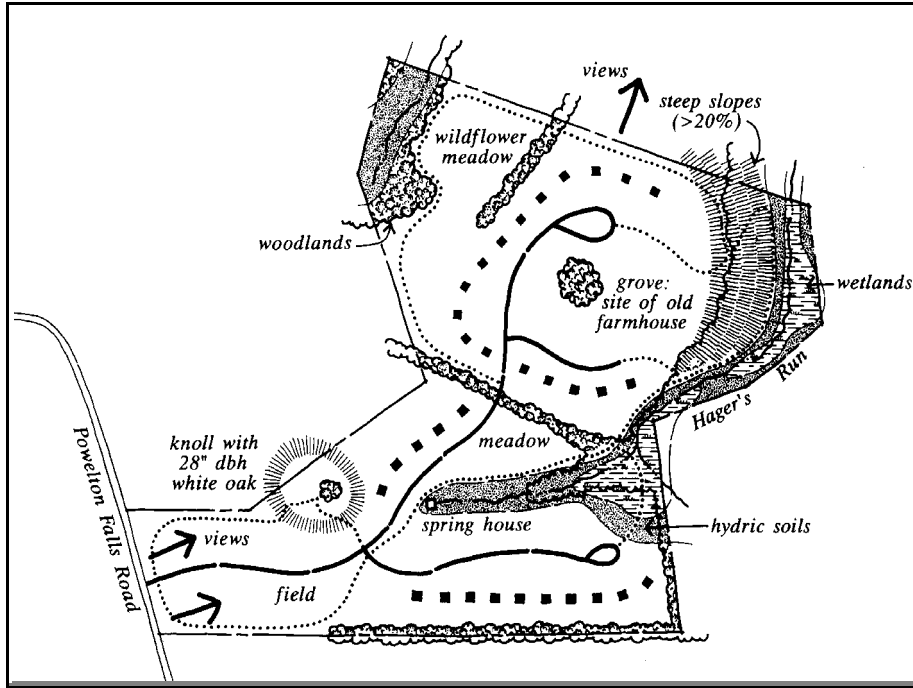 views
steep slopes
(>20%)
wildflower
meadow
woodlands
grove:
site of old
farmhouse
wetlands
Hager's Run
meadow
knoll with
28" dbh
white oak
Powelton Falls Road
spring house
hydric soils
views
field